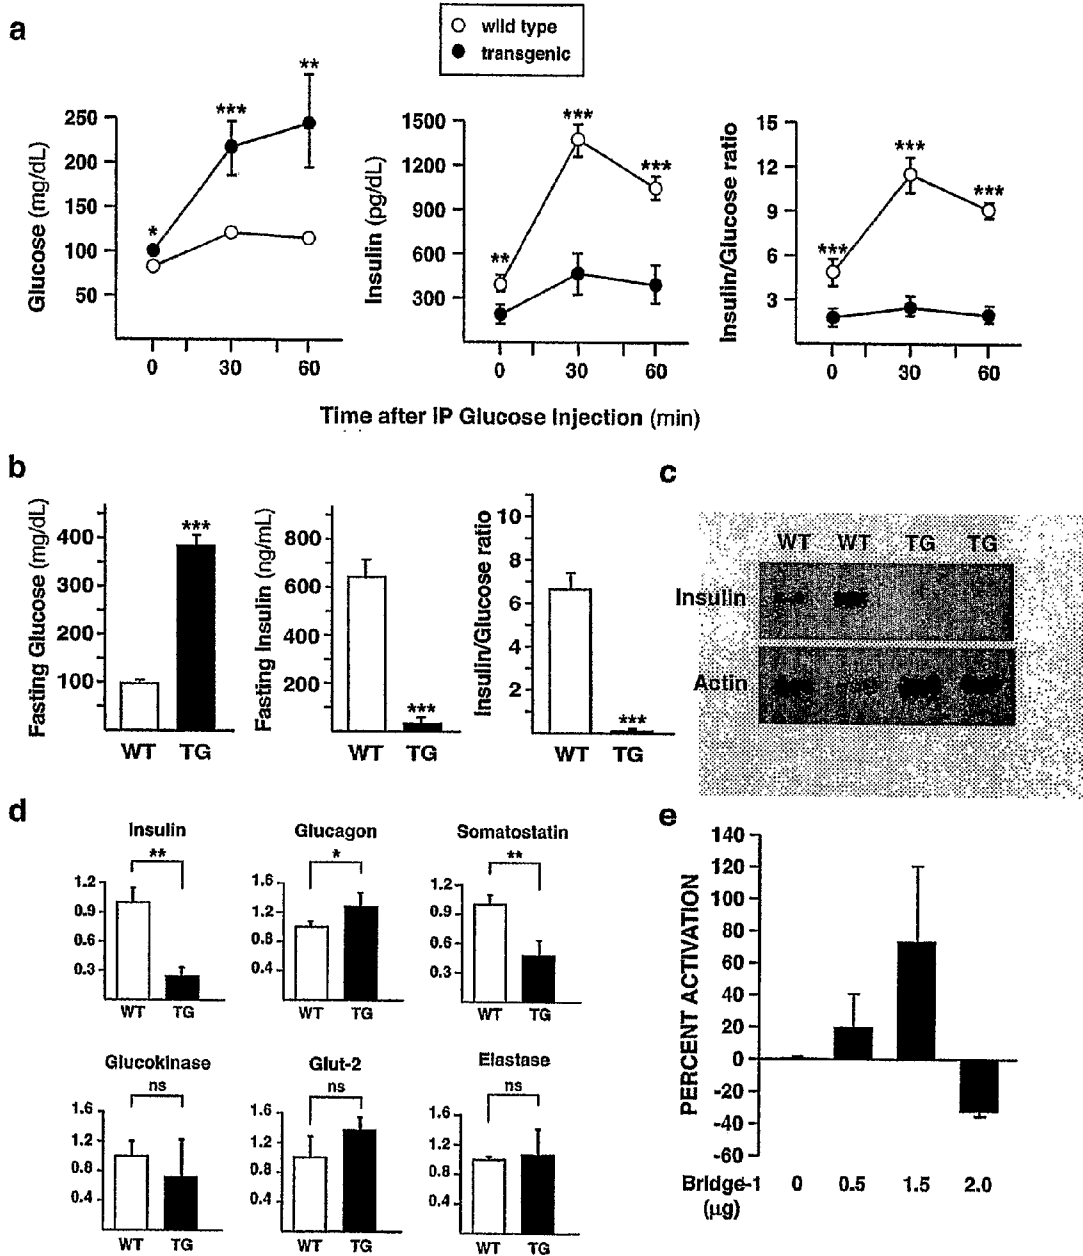 a
wild type
transgenic
Glucose (mg/dL)
250
200
150
100
50
*
***
**
0
30
60
Insulin (pg/dL)
1500
1200
900
600
300
**
***
***
0
30
60
Insulin/Glucose ratio
15
12
9
6
3
***
***
***
0
30
60
Time after IP Glucose Injection (min)
b
Fasting Glucose (mg/dL)
400
300
200
100
***
WT TG
Fasting Insulin (ng/mL)
800
600
400
200
***
WT TG
Insulin/Glucose ratio
10
8
6
4
2
***
WT TG
c
WT WT TG TG
Insulin
Actin
d
Insulin
**
1.2
0.9
0.6
0.3
WT TG
Glucagon
*
1.6
1.2
0.8
0.4
WT TG
Somatostatin
**
1.2
0.9
0.6
0.3
WT TG
Glucokinase
ns
1.6
1.2
0.8
0.4
WT TG
Glut-2
ns
1.6
1.2
0.8
0.4
WT TG
Elastase
ns
1.6
1.2
0.8
0.4
WT TG
e
PERCENT ACTIVATION
140
120
100
80
60
40
20
0
-20
-40
-60
Bridge-1 0 0.5 1.5 2.0
(µg)